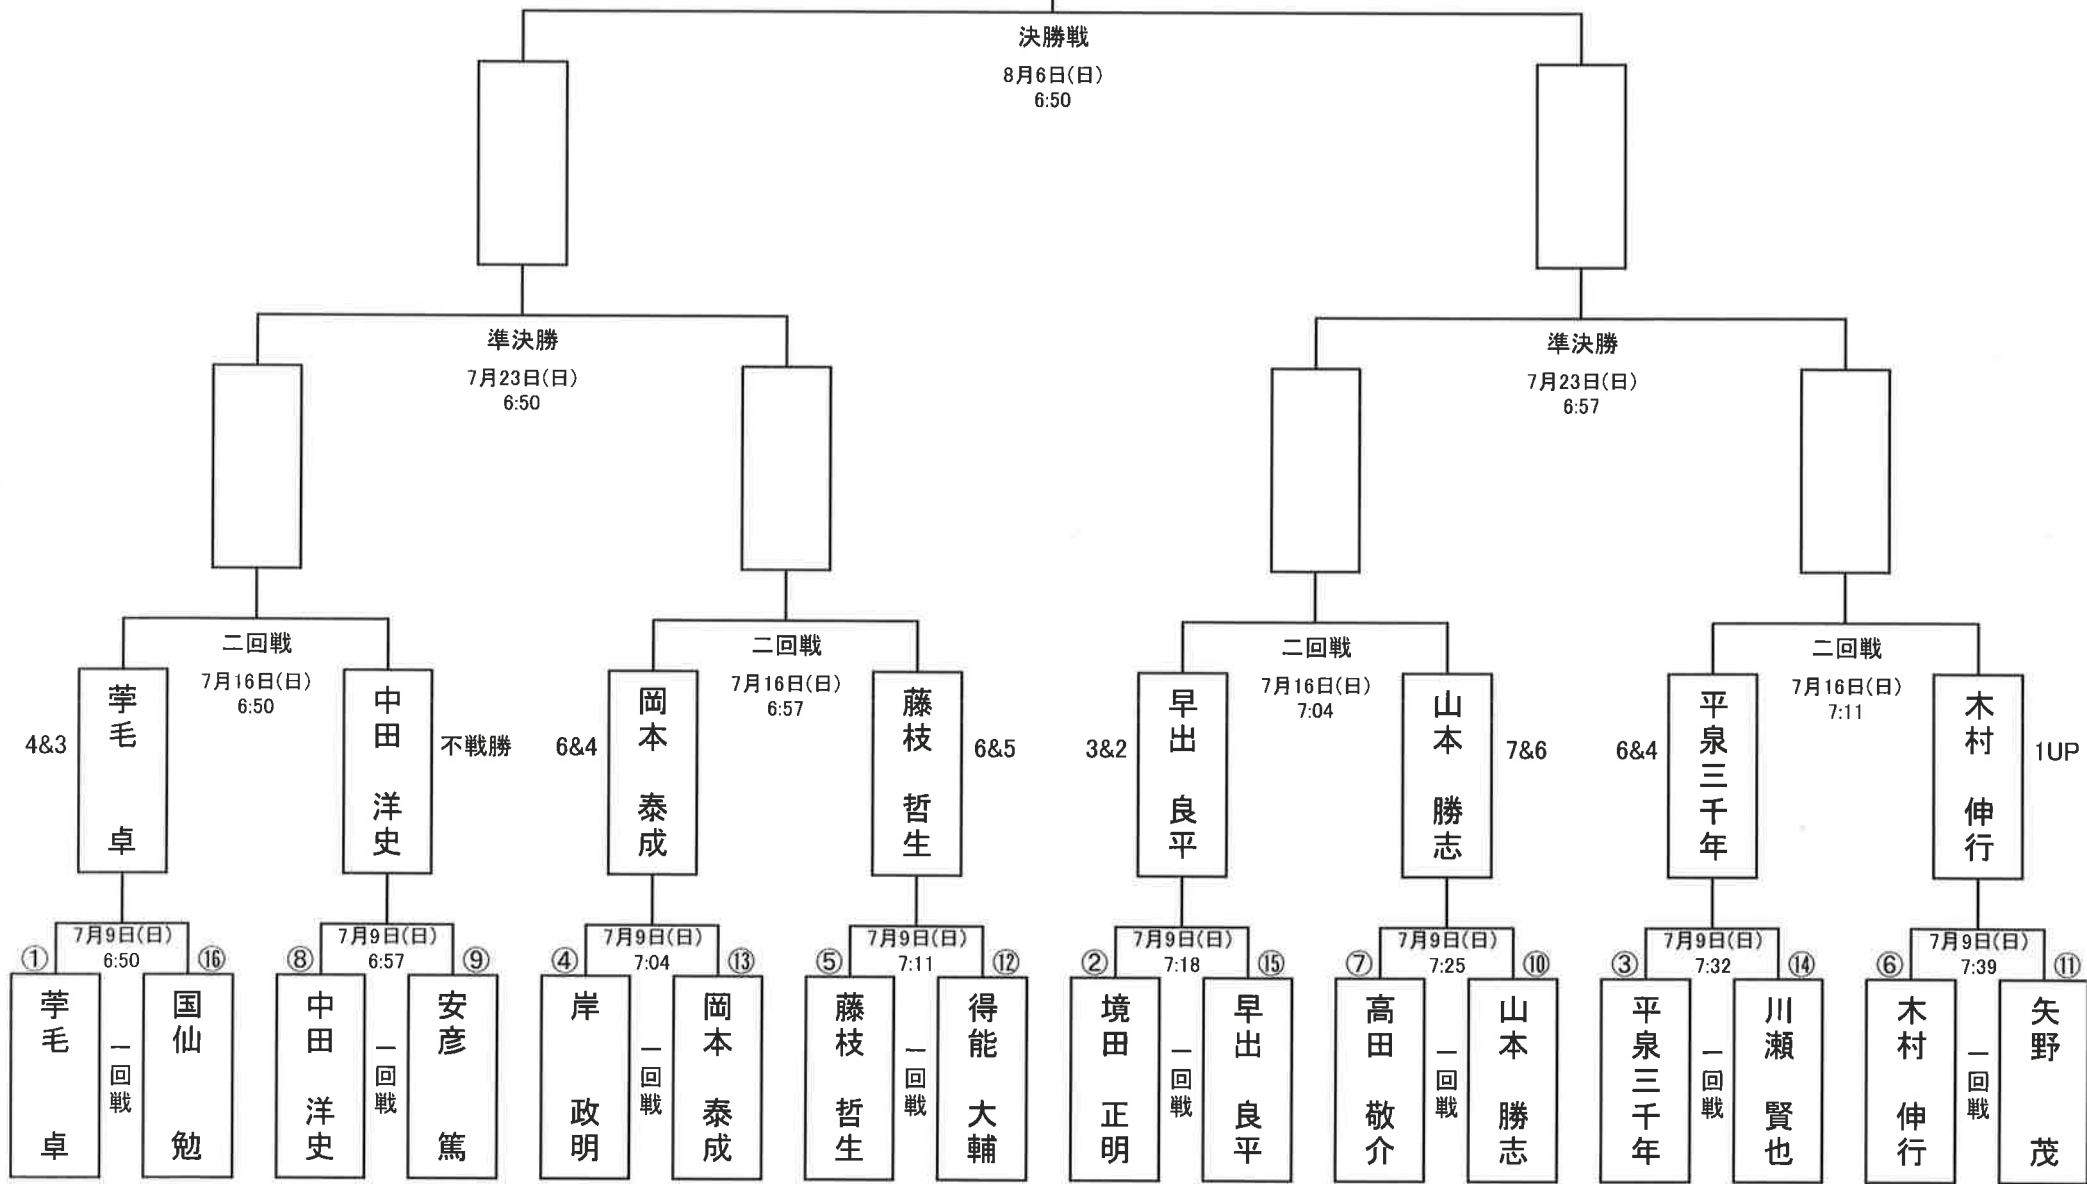 決勝戦
8月6日(日)
6:50
準決勝
7月23日(日)
6:50
準決勝
7月23日(日)
6:57
二回戦
7月16日(日)
6:50
二回戦
7月16日(日)
6:57
二回戦
7月16日(日)
7:04
二回戦
7月16日(日)
7:11
4&3
苧毛 卓
中田 洋史
不戦勝
6&4
岡本 泰成
藤枝 哲生
6&5
3&2
早出 良平
山本 勝志
7&6
6&4
平泉三千年
木村 伸行
1UP
7月9日(日)
6:50
①
苧毛 卓
一回戦
⑯
国仙 勉
7月9日(日)
6:57
⑧
中田 洋史
一回戦
⑨
安彦 篤
7月9日(日)
7:04
④
岸 政明
一回戦
⑬
岡本 泰成
7月9日(日)
7:11
⑤
藤枝 哲生
一回戦
⑫
得能 大輔
7月9日(日)
7:18
②
境田 正明
一回戦
⑮
早出 良平
7月9日(日)
7:25
⑦
高田 敬介
一回戦
⑩
山本 勝志
7月9日(日)
7:32
③
平泉三千年
一回戦
⑭
川瀬 賢也
7月9日(日)
7:39
⑥
木村 伸行
一回戦
⑪
矢野 茂